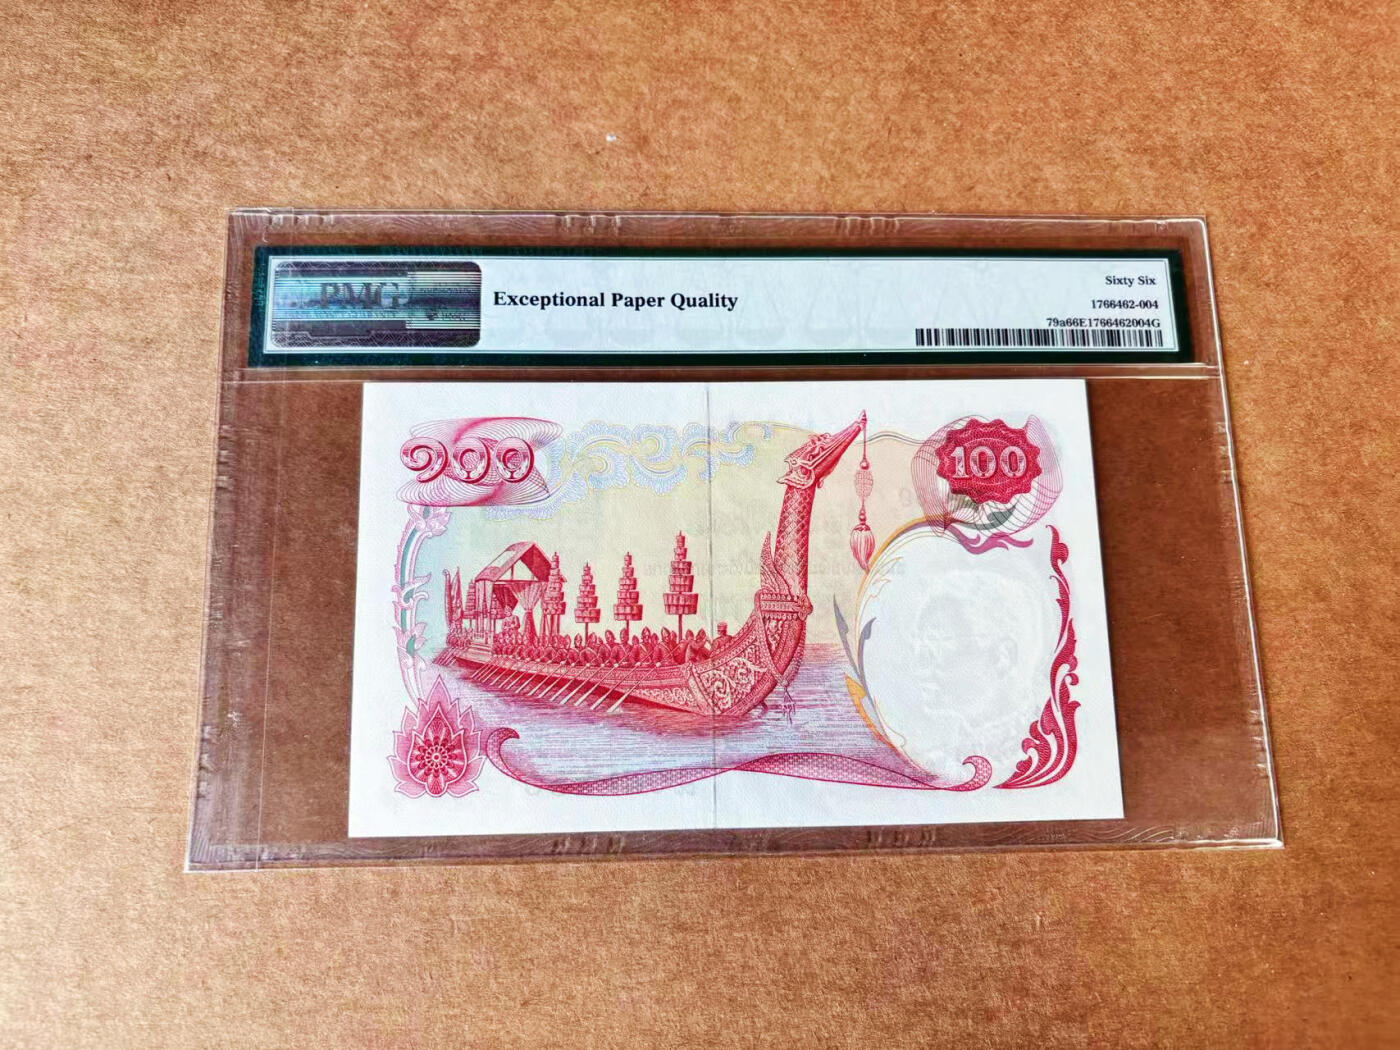 PMG
Exceptional Paper Quality
Sixty Six
1766462-004
79a66E1766462004G
๑๐๐
100